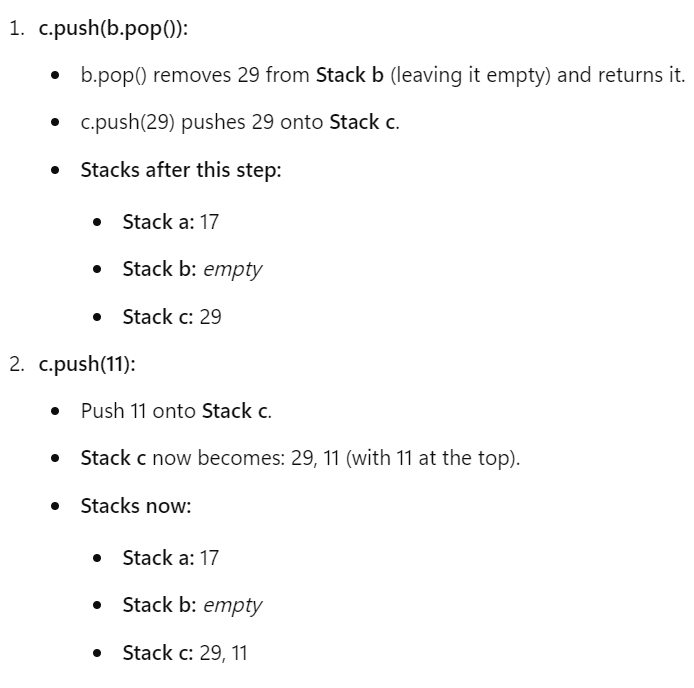 1. c.push(b.pop()):
• b.pop() removes 29 from Stack b (leaving it empty) and returns it.
• c.push(29) pushes 29 onto Stack c.
• Stacks after this step:
• Stack a: 17
• Stack b: empty
• Stack c: 29
2. c.push(11):
• Push 11 onto Stack c.
• Stack c now becomes: 29, 11 (with 11 at the top).
• Stacks now:
• Stack a: 17
• Stack b: empty
• Stack c: 29, 11